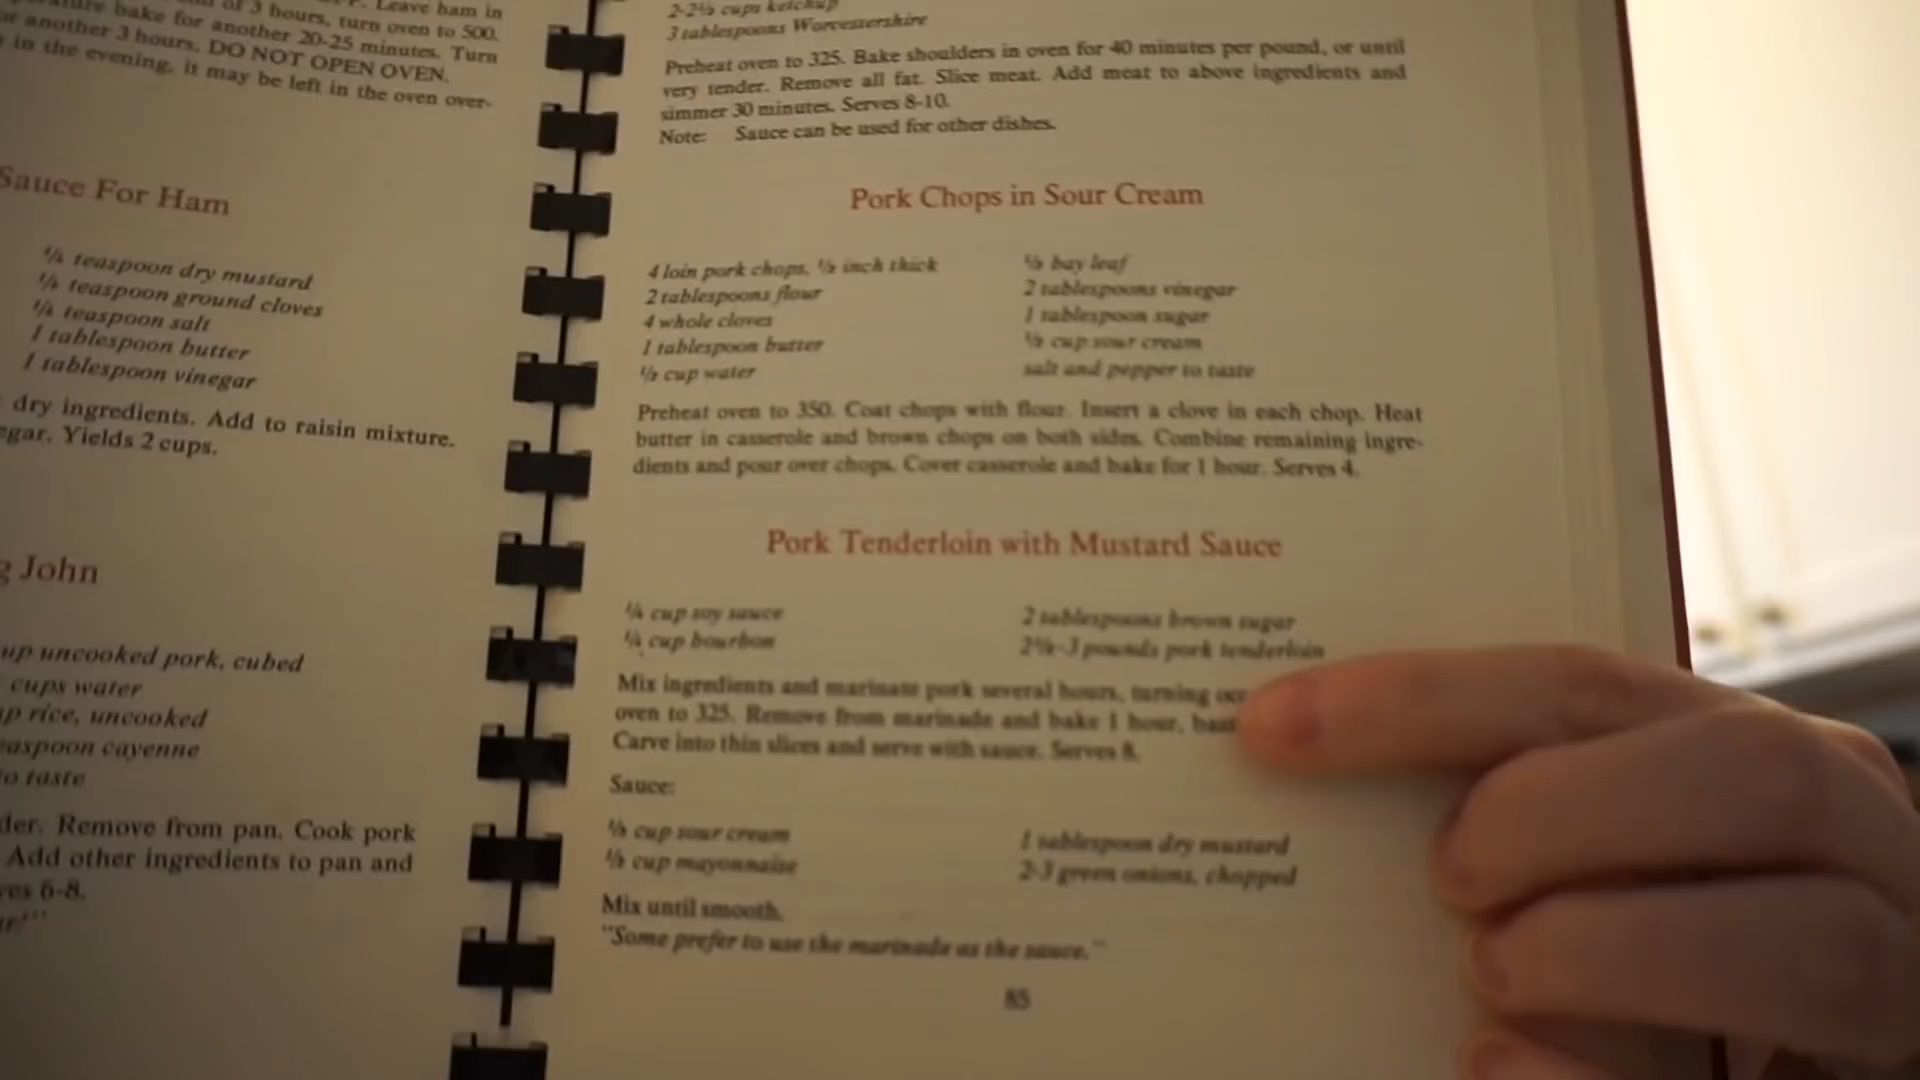 Leave ham in
of 3 hours, turn oven to 500.
bake for another 20-25 minutes. Turn
another 3 hours. DO NOT OPEN OVEN.
in the evening, it may be left in the oven over-
Sauce For Ham
¼ teaspoon dry mustard
¼ teaspoon ground cloves
¼ teaspoon salt
1 tablespoon butter
1 tablespoon vinegar
dry ingredients. Add to raisin mixture.
Yields 2 cups.
John
uncooked pork, cubed
cups water
rice, uncooked
cayenne
taste
Remove from pan. Cook pork
Add other ingredients to pan and
6-8.
2-2½ cups ketchup
3 tablespoons Worcestershire
Preheat oven to 325. Bake shoulders in oven for 40 minutes per pound, or until
very tender. Remove all fat. Slice meat. Add meat to above ingredients and
simmer 30 minutes. Serves 8-10.
Note: Sauce can be used for other dishes.
Pork Chops in Sour Cream
4 loin pork chops, ½ inch thick
2 tablespoons flour
4 whole cloves
1 tablespoon butter
½ cup water
½ bay leaf
2 tablespoons vinegar
1 tablespoon sugar
½ cup sour cream
salt and pepper to taste
Preheat oven to 350. Coat chops with flour. Insert a clove in each chop. Heat
butter in casserole and brown chops on both sides. Combine remaining ingre-
dients and pour over chops. Cover casserole and bake for 1 hour. Serves 4.
Pork Tenderloin with Mustard Sauce
¼ cup soy sauce
¼ cup bourbon
2 tablespoons brown sugar
2½-3 pounds pork tenderloin
Mix ingredients and marinate pork several hours, turning
oven to 325. Remove from marinade and bake 1 hour,
Carve into thin slices and serve with sauce. Serves 8.
Sauce:
cup sour cream
cup mayonnaise
1 tablespoon dry mustard
2-3 green onions, chopped
Mix until smooth.
"Some prefer to use the marinade as the sauce."
85